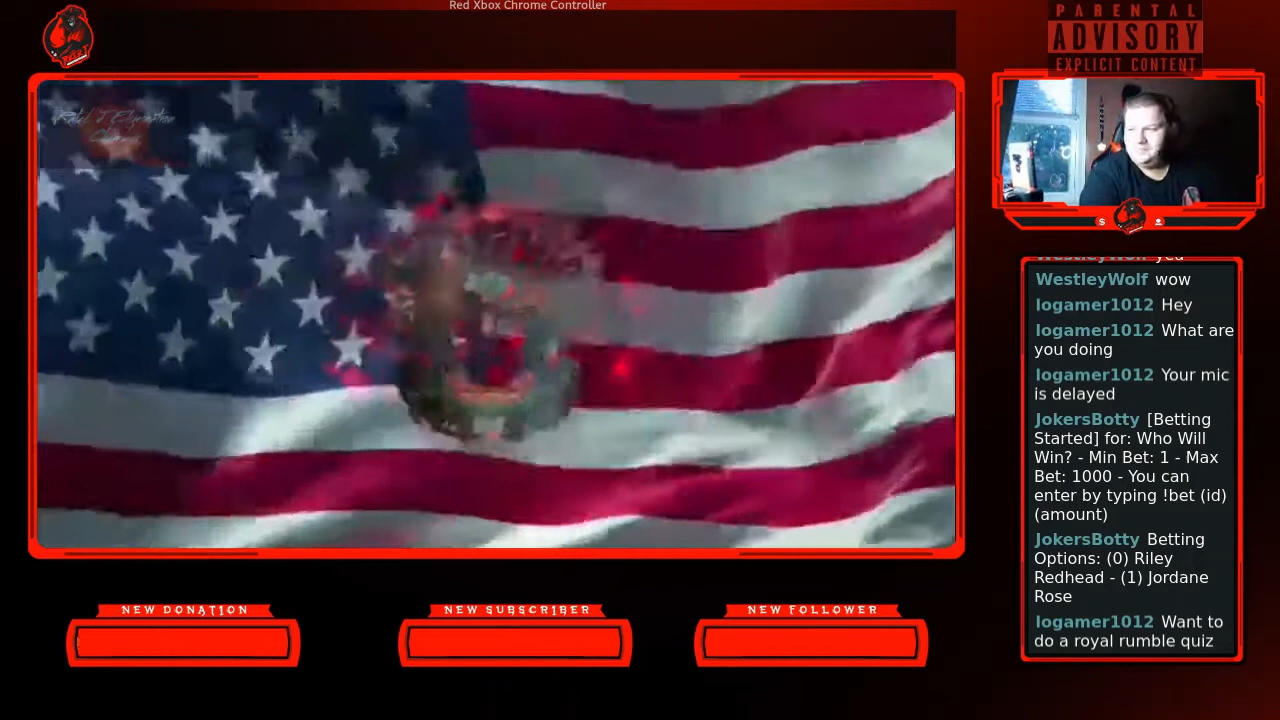 Red Xbox Chrome Controller
PARENTAL
ADVISORY
EXPLICIT CONTENT
WestleyWolf wow
logamer1012 Hey
logamer1012 What are
you doing
logamer1012 Your mic
is delayed
JokersBotty [Betting
Started] for: Who Will
Win? - Min Bet: 1 - Max
Bet: 1000 - You can
enter by typing !bet (id)
(amount)
JokersBotty Betting
Options: (0) Riley
Redhead - (1) Jordane
Rose
logamer1012 Want to
do a royal rumble quiz
NEW DONATION
NEW SUBSCRIBER
NEW FOLLOWER